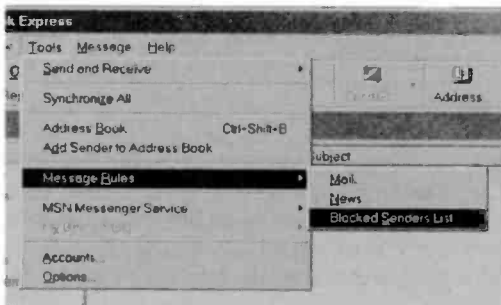 k Express
Tools Message Help
Send and Receive
Synchronize All
Address
Address Book Ctrl-Shift-B
Add Sender to Address Book
Subject
Message Rules
Mail
News
MSN Messenger Service
Blocked Senders List
Accounts...
Options...